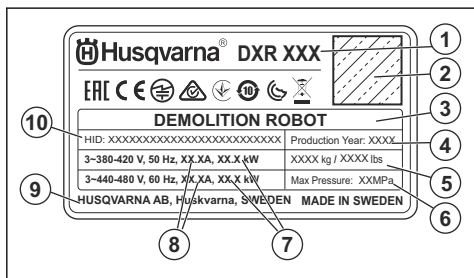 Husqvarna® DXR XXX
EAC CE 10
DEMOLITION ROBOT
HID: XXXXXXXXXXXXXXXXXXXXXXXXXX
Production Year: XXXX
3~380-420 V, 50 Hz, XX.XA, XX.X kW
XXXX kg / XXXX lbs
3~440-480 V, 60 Hz, XX.XA, XX.X kW
Max Pressure: XXMPa
HUSQVARNA AB, Huskvarna, SWEDEN MADE IN SWEDEN
1
2
3
4
5
6
7
8
9
10